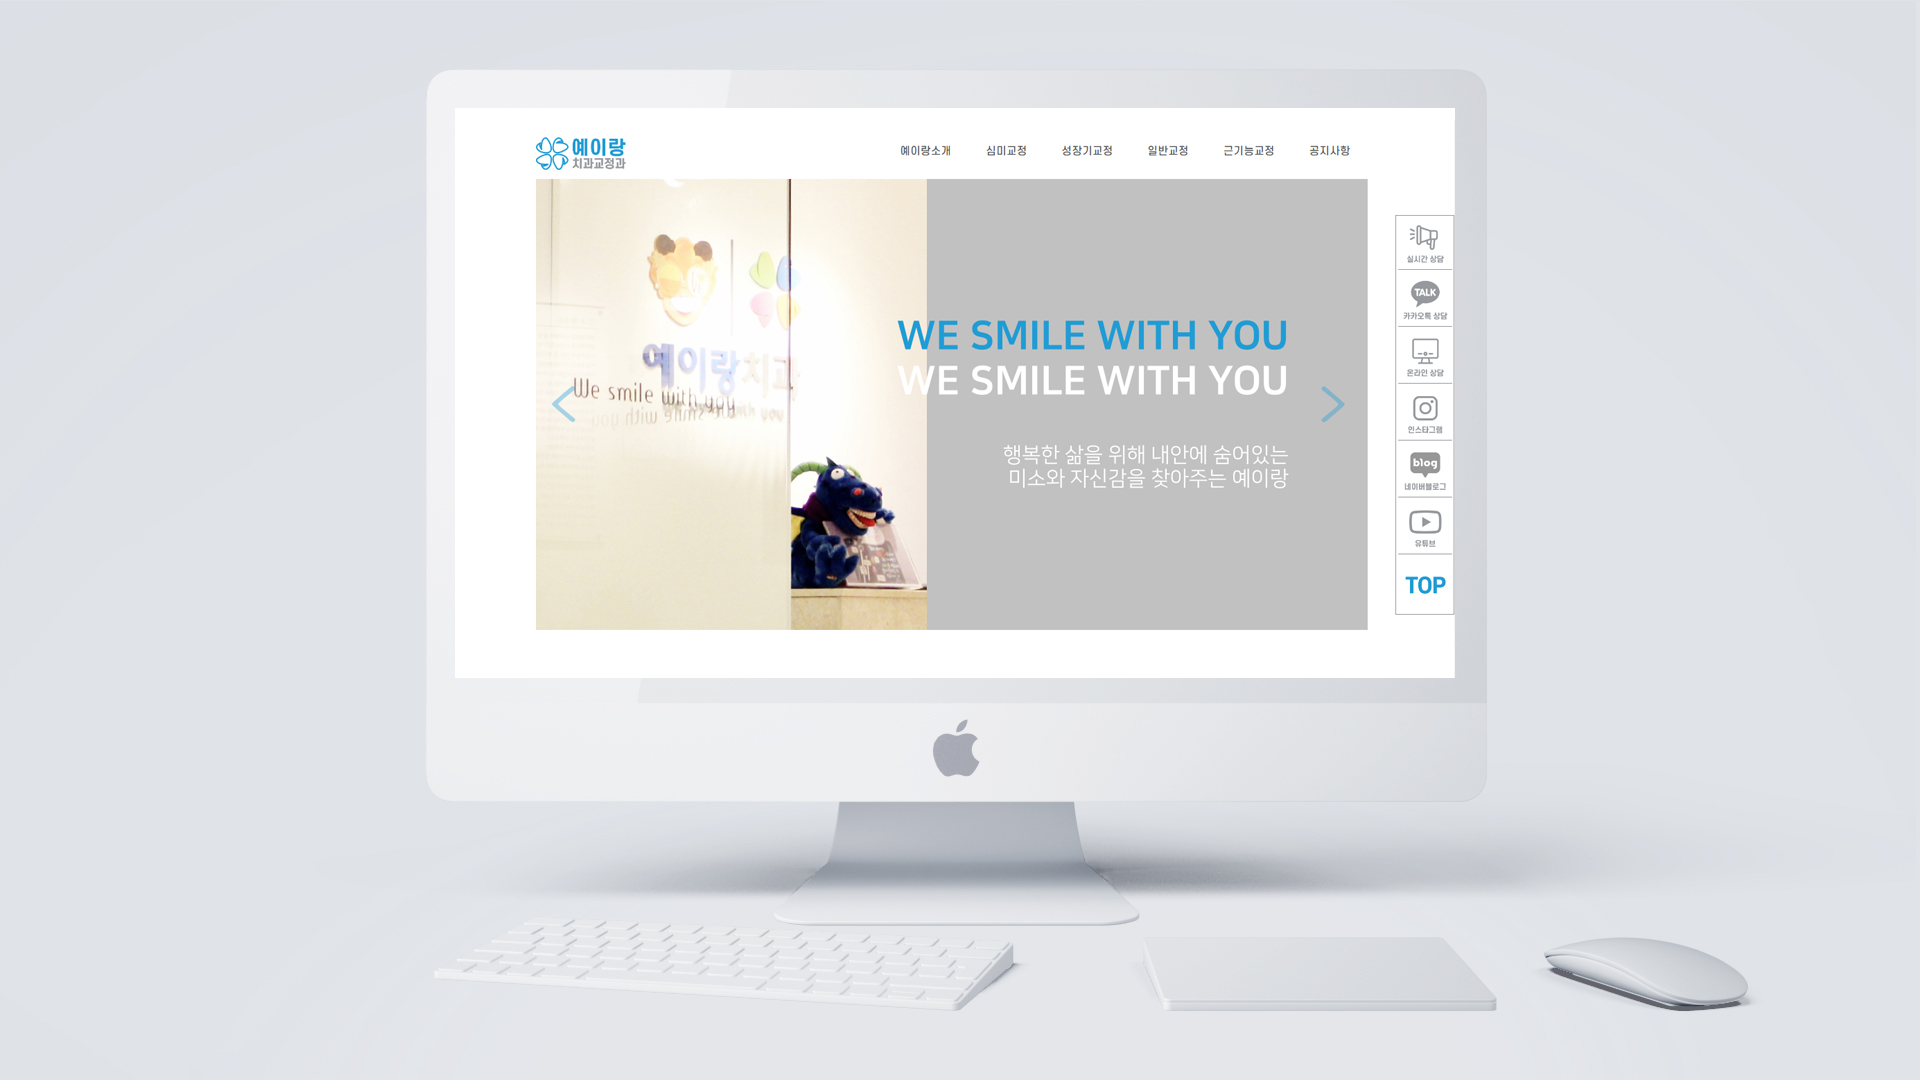 예이랑
치과교정과
예이랑소개
심미교정
성장기교정
일반교정
근기능교정
공지사항
예이랑치과
We smile with you
WE SMILE WITH YOU
WE SMILE WITH YOU
행복한 삶을 위해 내안에 숨어있는
미소와 자신감을 찾아주는 예이랑
실시간 상담
TALK
카카오톡 상담
온라인 상담
인스타그램
blog
네이버블로그
유튜브
TOP